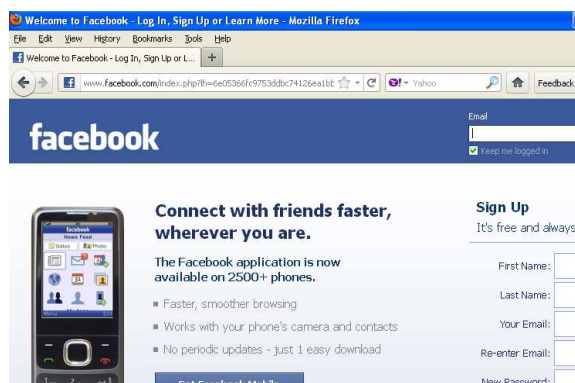 Welcome to Facebook - Log In, Sign Up or Learn More - Mozilla Firefox
File Edit View History Bookmarks Tools Help
Welcome to Facebook - Log In, Sign Up or L... +
www.facebook.com/index.php?lh=6e05366fc9753ddbc74126ea1bb Yahoo Feedback
facebook
Email
Keep me logged in
facebook
News Feed
Status Photo
Menu Exit
Connect with friends faster,
wherever you are.
The Facebook application is now
available on 2500+ phones.
Faster, smoother browsing
Works with your phone's camera and contacts
No periodic updates - just 1 easy download
Get Facebook Mobile
Sign Up
It's free and always
First Name:
Last Name:
Your Email:
Re-enter Email:
New Password: